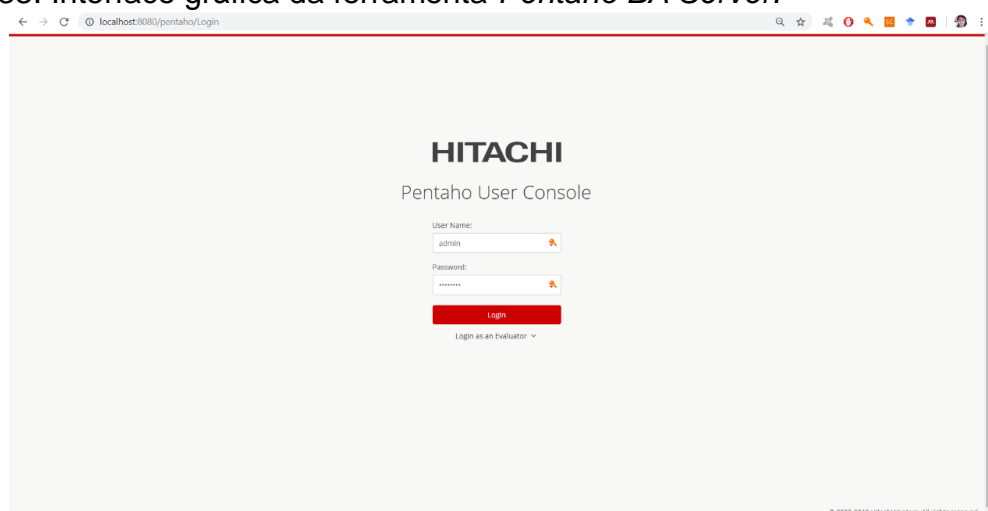 Interface gráfica da ferramenta Pentaho BA Server.
localhost:8080/pentaho/Login
HITACHI
Pentaho User Console
User Name:
admin
Password:
••••••••
Login
Login as an Evaluator